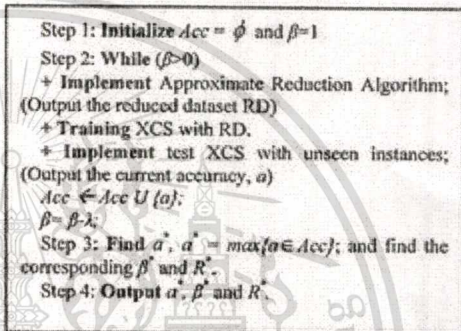 Step 1: Initialize Acc = ϕ and β=1
Step 2: While (β>0)
+ Implement Approximate Reduction Algorithm;
(Output the reduced dataset RD)
+ Training XCS with RD.
+ Implement test XCS with unseen instances;
(Output the current accuracy, a)
Acc ← Acc U {a};
β= β-λ;
Step 3: Find a*, a* = max{a∈Acc}; and find the
corresponding β* and R*.
Step 4: Output a*, β* and R*.